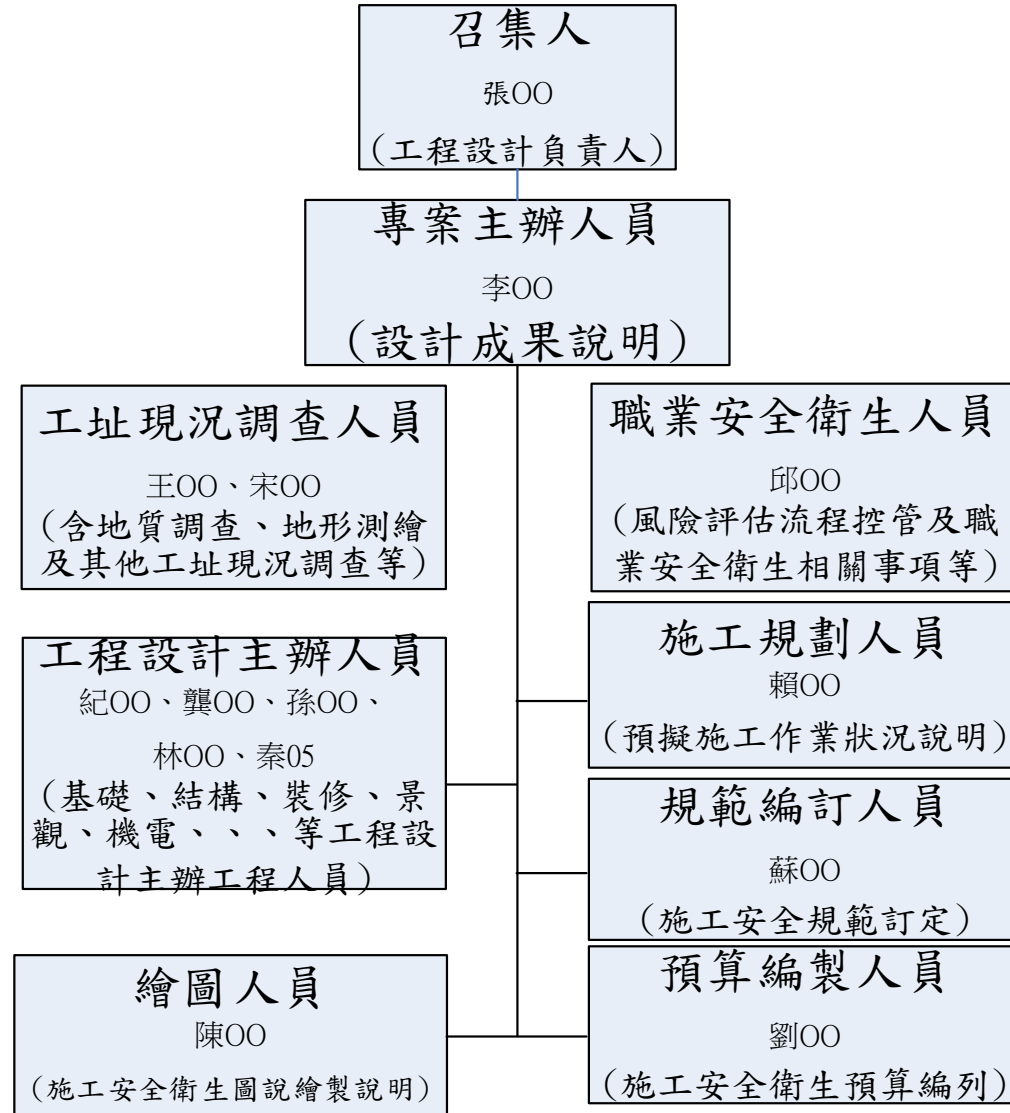 召集人
張OO
（工程設計負責人）
專案主辦人員
李OO
（設計成果說明）
工址現況調查人員
王OO、宋OO
（含地質調查、地形測繪
及其他工址現況調查等）
職業安全衛生人員
邱OO
（風險評估流程控管及職
業安全衛生相關事項等）
工程設計主辦人員
紀OO、龔OO、孫OO、
林OO、秦05
（基礎、結構、裝修、景
觀、機電、、、等工程設
計主辦工程人員）
施工規劃人員
賴OO
（預擬施工作業狀況說明）
規範編訂人員
蘇OO
（施工安全規範訂定）
繪圖人員
陳OO
（施工安全衛生圖說繪製說明）
預算編製人員
劉OO
（施工安全衛生預算編列）